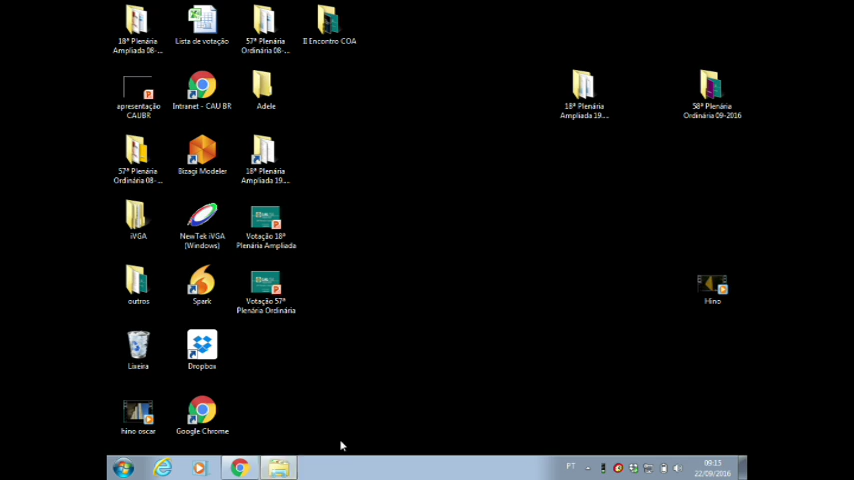 18ª Plenária
Ampliada 08-...
Lista de votação
57ª Plenária
Ordinária 08-...
II Encontro COA
apresentação
CAUBR
Intranet - CAU BR
Adele
18ª Plenária
Ampliada 19....
58ª Plenária
Ordinária 09-2016
57ª Plenária
Ordinária 08-...
Bizagi Modeler
18ª Plenária
Ampliada 19....
iVGA
NewTek iVGA
(Windows)
Votação 18ª
Plenária Ampliada
outros
Spark
Votação 57ª
Plenária Ordinária
Hino
Lixeira
Dropbox
hino oscar
Google Chrome
PT
09:13
22/09/2016